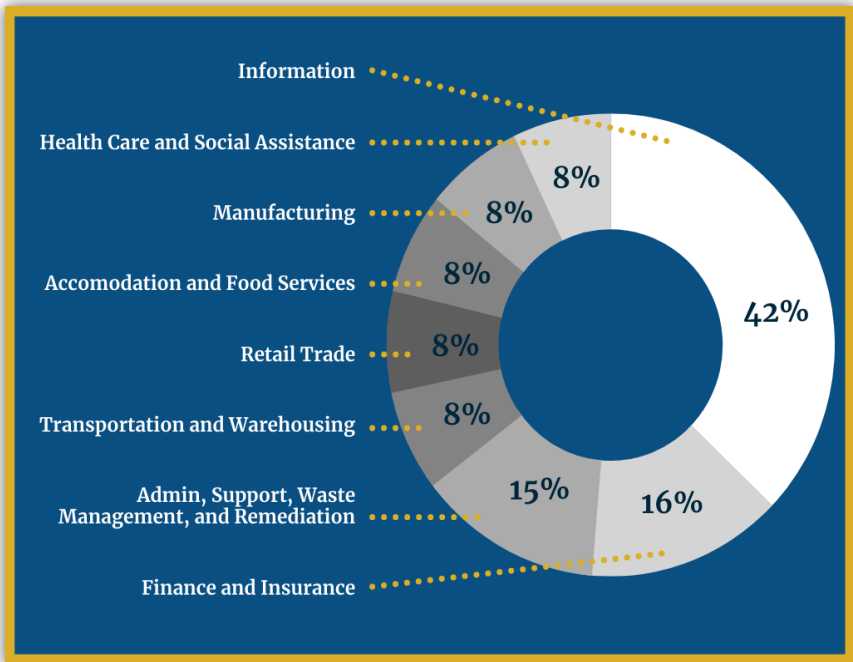 Information
Health Care and Social Assistance
8%
Manufacturing
8%
Accomodation and Food Services
8%
42%
Retail Trade
8%
Transportation and Warehousing
8%
Admin, Support, Waste
Management, and Remediation
15%
16%
Finance and Insurance